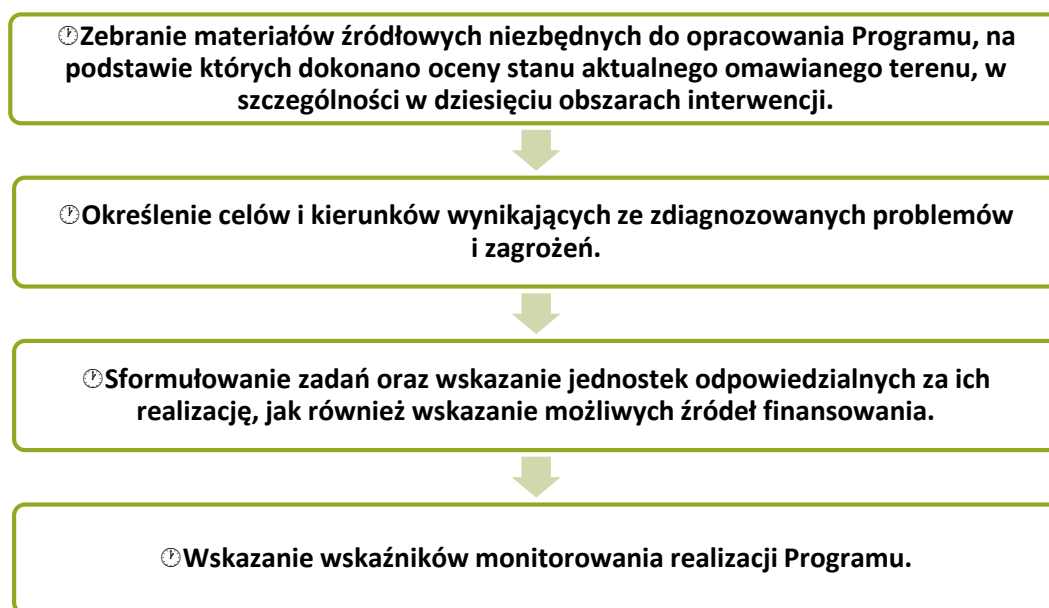 🕐Zebranie materiałów źródłowych niezbędnych do opracowania Programu, na
podstawie których dokonano oceny stanu aktualnego omawianego terenu, w
szczególności w dziesięciu obszarach interwencji.
🕐Określenie celów i kierunków wynikających ze zdiagnozowanych problemów
i zagrożeń.
🕐Sformułowanie zadań oraz wskazanie jednostek odpowiedzialnych za ich
realizację, jak również wskazanie możliwych źródeł finansowania.
🕐Wskazanie wskaźników monitorowania realizacji Programu.